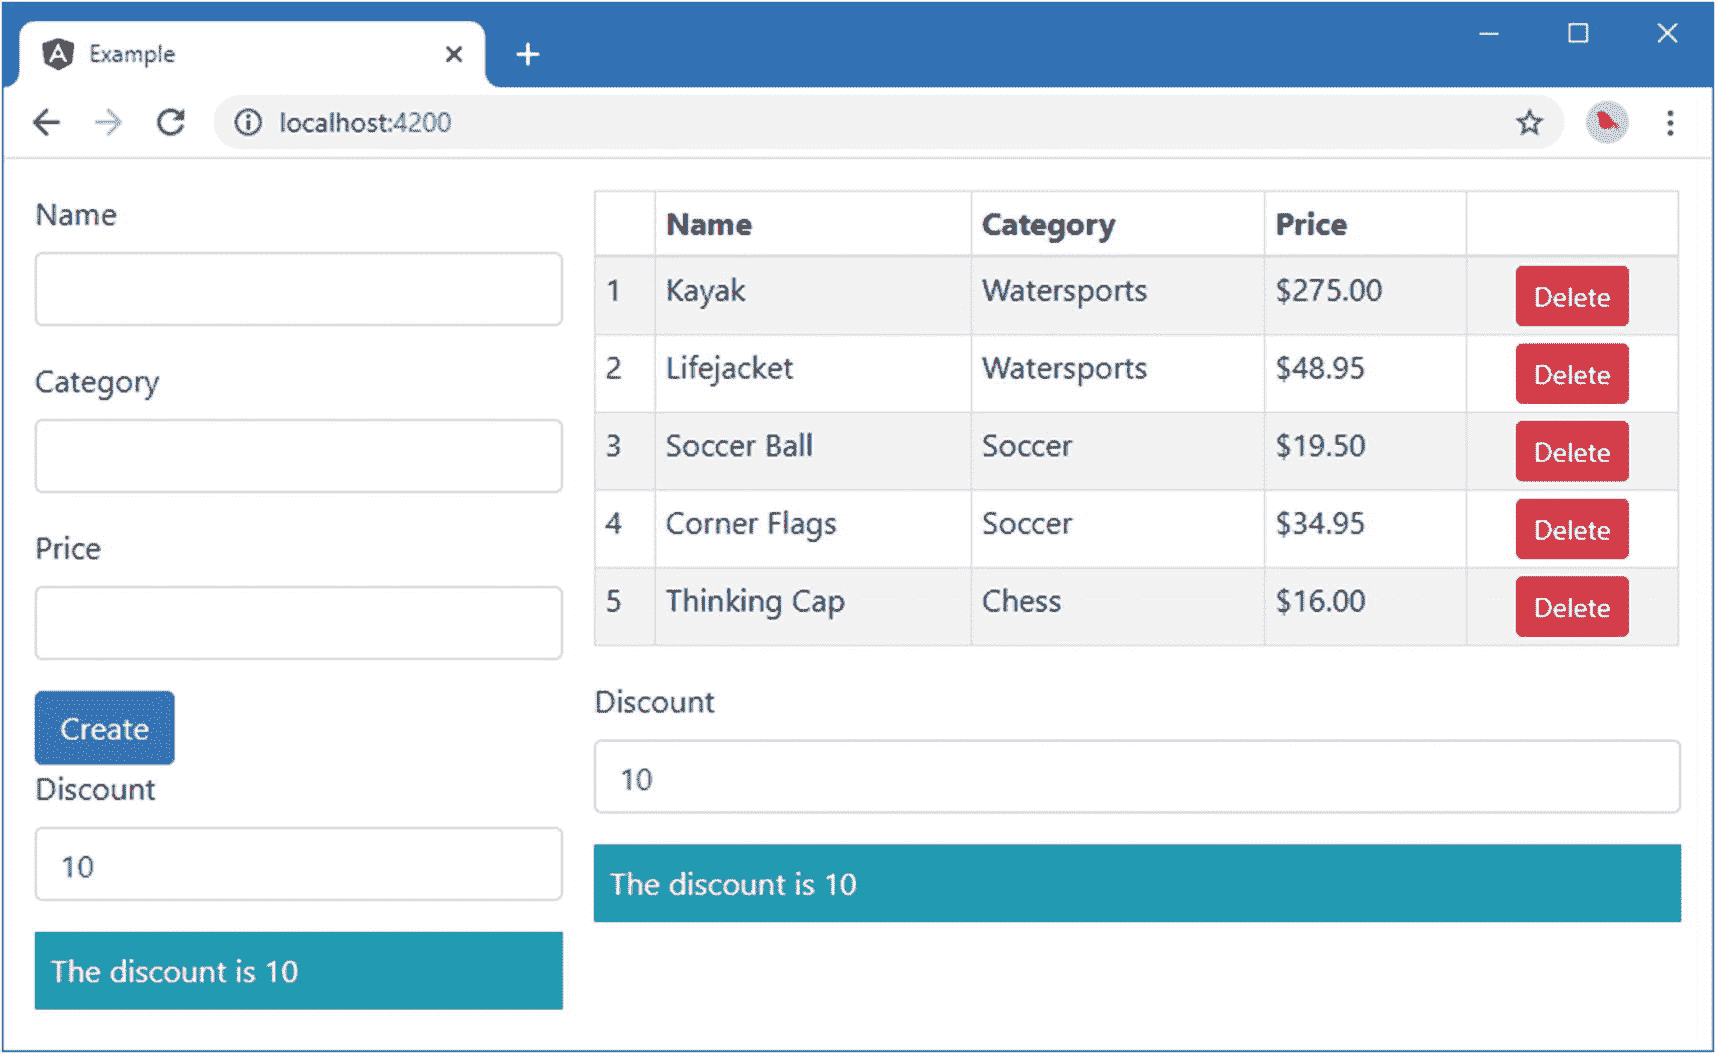 Example
localhost:4200
Name
Category
Price
Create
Discount
10
The discount is 10
Name Category Price
1 Kayak Watersports $275.00 Delete
2 Lifejacket Watersports $48.95 Delete
3 Soccer Ball Soccer $19.50 Delete
4 Corner Flags Soccer $34.95 Delete
5 Thinking Cap Chess $16.00 Delete
Discount
10
The discount is 10